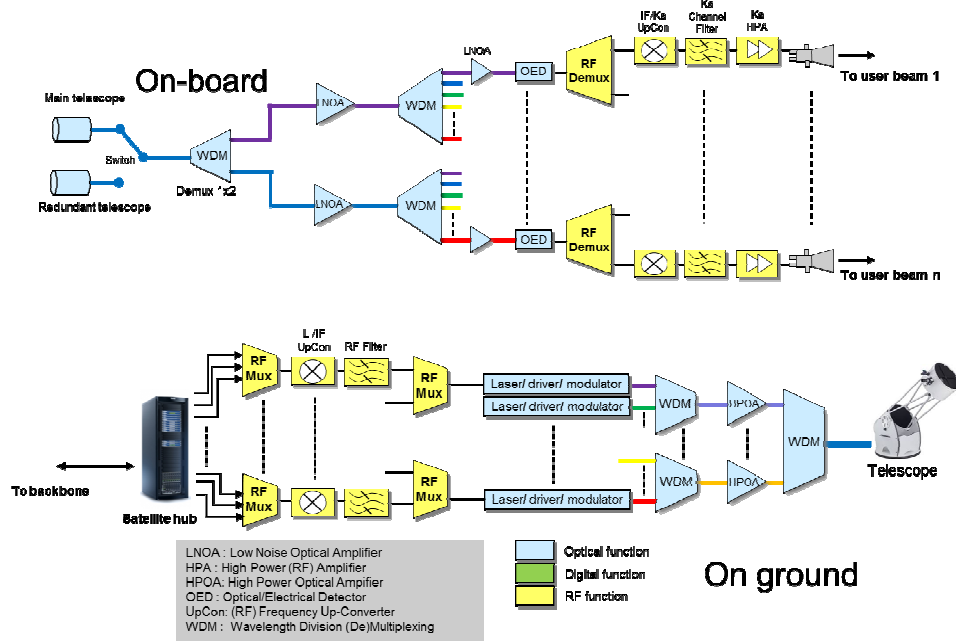 On-board
Main telescope
Switch
Redundant telescope
WDM
Demux 1x2
LNOA
LNOA
WDM
WDM
LNOA
OED
OED
RF
Demux
RF
Demux
IF/Ka
UpCon
Ka
Channel
Filter
Ka
HPA
To user beam 1
To user beam n
To backbone
Satellite hub
RF
Mux
RF
Mux
L /IF
UpCon
RF Filter
RF
Mux
RF
Mux
Laser/ driver/ modulator
Laser/ driver/ modulator
Laser/ driver/ modulator
WDM
WDM
HPOA
HPOA
WDM
Telescope
LNOA : Low Noise Optical Amplifier
HPA : High Power (RF) Amplifier
HPOA: High Power Optical Ampifier
OED : Optical/Electrical Detector
UpCon: (RF) Frequency Up-Converter
WDM : Wavelength Division (De)Multiplexing
Optical function
Digital function
RF function
On ground